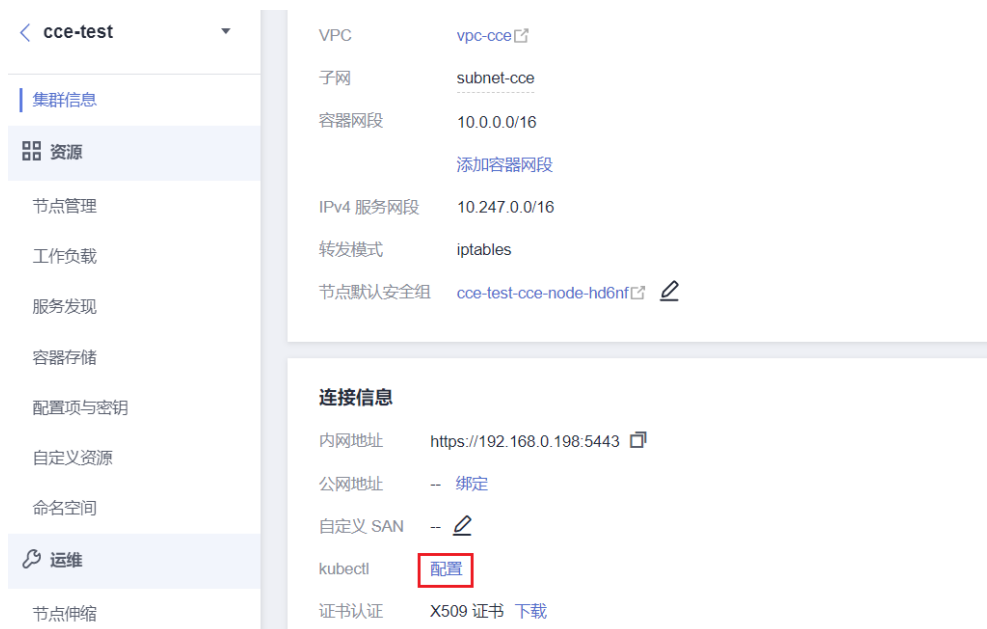 cce-test
集群信息
资源
节点管理
工作负载
服务发现
容器存储
配置项与密钥
自定义资源
命名空间
运维
节点伸缩
VPC vpc-cce
子网 subnet-cce
容器网段 10.0.0.0/16
添加容器网段
IPv4 服务网段 10.247.0.0/16
转发模式 iptables
节点默认安全组 cce-test-cce-node-hd6nf
连接信息
内网地址 https://192.168.0.198:5443
公网地址 -- 绑定
自定义 SAN --
kubectl 配置
证书认证 X509 证书 下载